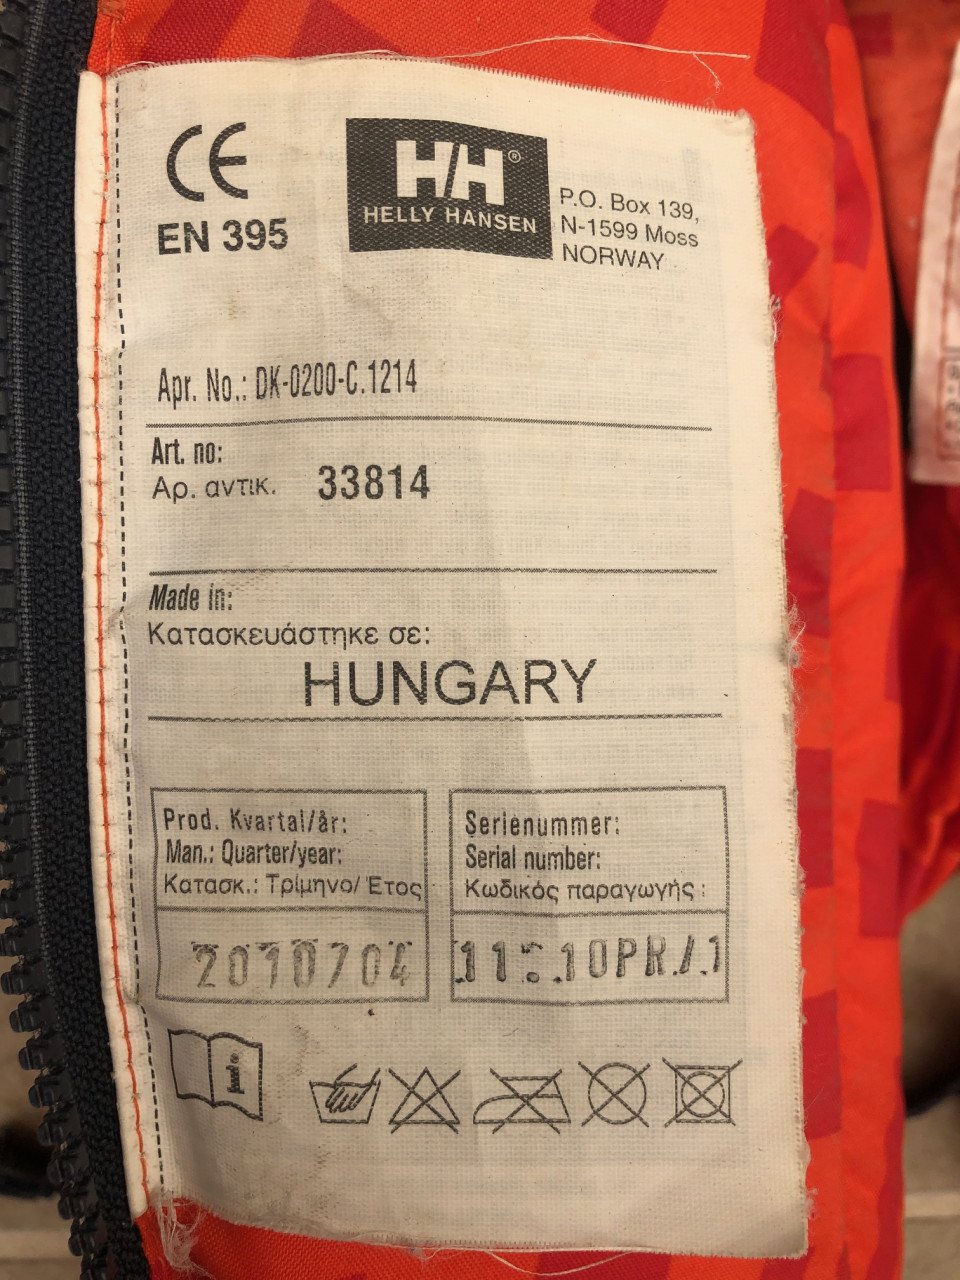 CE
EN 395
HH®
HELLY HANSEN
P.O. Box 139,
N-1599 Moss
NORWAY
Apr. No.: DK-0200-C.1214
Art. no:
Αρ. αντικ. 33814
Made in:
Κατασκευάστηκε σε:
HUNGARY
Prod. Kvartal/år:
Man.: Quarter/year:
Κατασκ.: Τρίμηνο/ Έτος
2010704
Serienummer:
Serial number:
Κωδικός παραγωγής :